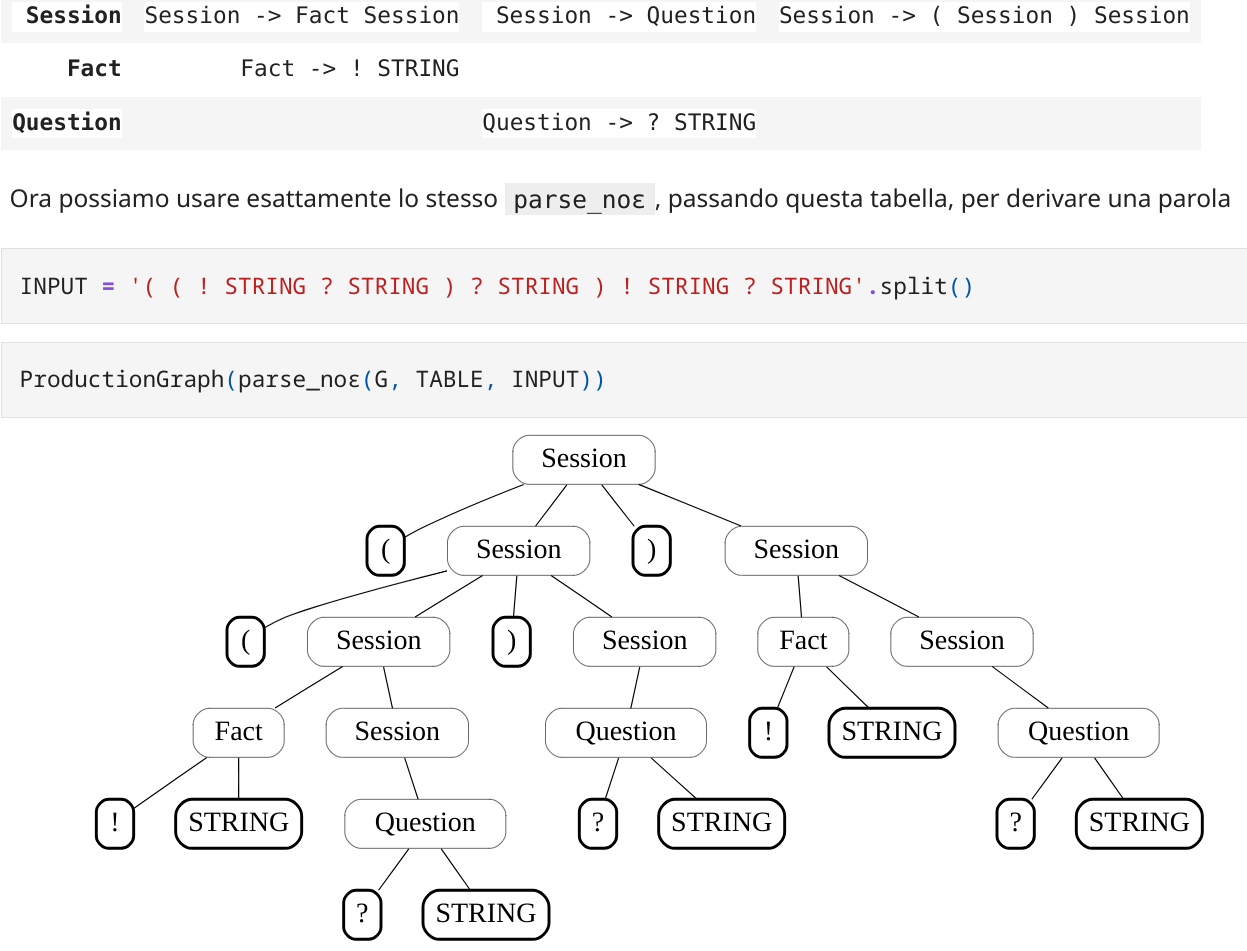 Session Session -> Fact Session Session -> Question Session -> ( Session ) Session
Fact Fact -> ! STRING
Question Question -> ? STRING
Ora possiamo usare esattamente lo stesso parse_noε, passando questa tabella, per derivare una parola
INPUT = '( ( ! STRING ? STRING ) ? STRING ) ! STRING ? STRING'.split()
ProductionGraph(parse_noε(G, TABLE, INPUT))
Session
( Session ) Session
( Session ) Session Fact Session
Fact Session Question ! STRING Question
! STRING Question ? STRING ? STRING
? STRING